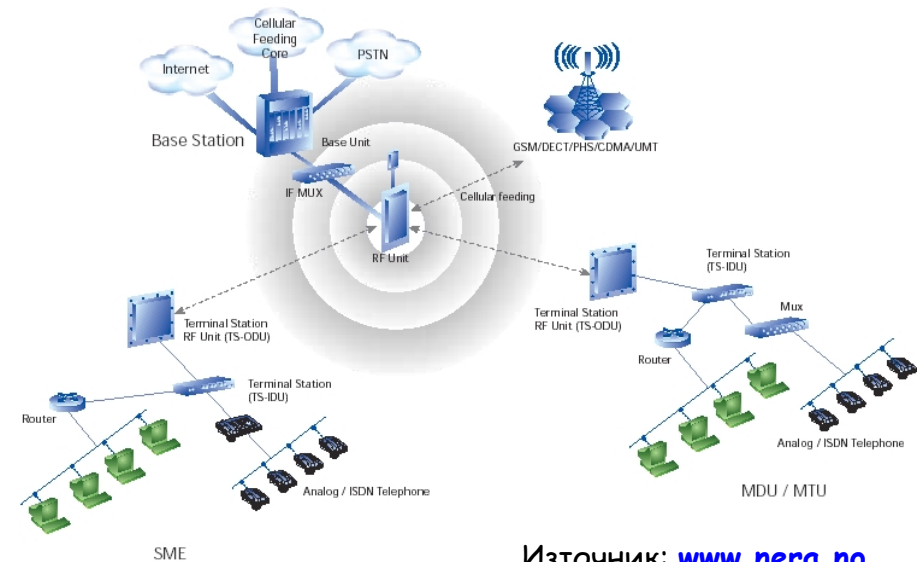 Cellular
Feeding
Core
Internet
PSTN
Base Station
Base Unit
IF MUX
GSM/DECT/PHS/CDMA/UMT
Cellular feeding
RF Unit
Terminal Station
RF Unit (TS-ODU)
Terminal Station
(TS-IDU)
Router
Analog / ISDN Telephone
SME
Terminal Station
RF Unit (TS-ODU)
Terminal Station
(TS-IDU)
Mux
Router
Analog / ISDN Telephone
MDU / MTU
Източник: www.nera.no